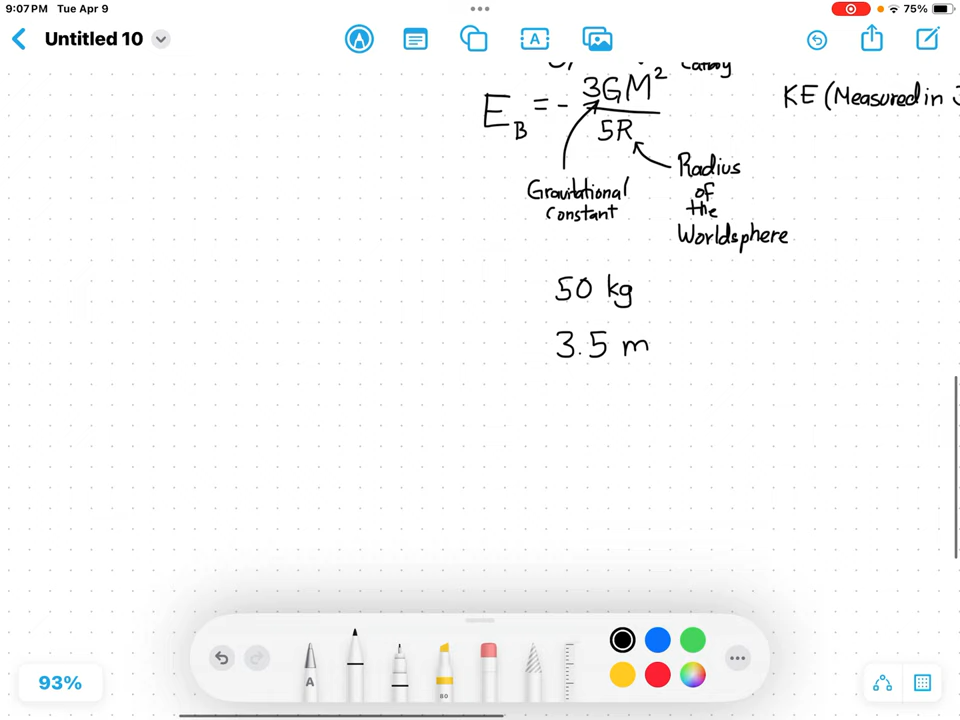 9:07 PM Tue Apr 9
75%
Untitled 10
A
E_B = - 3GM²
5R
KE (Measured in
Gravitational
Constant
Radius
of
the
Worldsphere
50 kg
3.5 m
A
80
93%